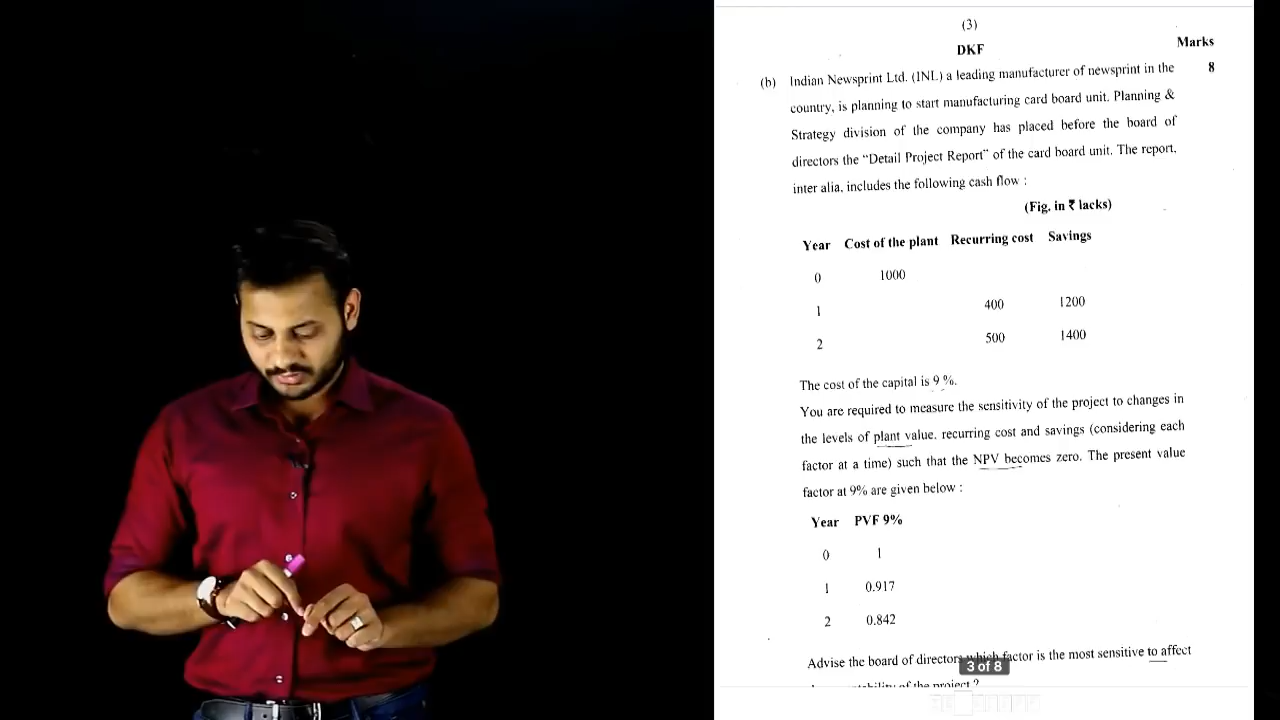 (3)
DKF
Marks
(b) Indian Newsprint Ltd. (INL) a leading manufacturer of newsprint in the 8
country, is planning to start manufacturing card board unit. Planning &
Strategy division of the company has placed before the board of
directors the "Detail Project Report" of the card board unit. The report,
inter alia, includes the following cash flow :
(Fig. in ₹ lacks)
Year Cost of the plant Recurring cost Savings
0 1000
1 400 1200
2 500 1400
The cost of the capital is 9 %.
You are required to measure the sensitivity of the project to changes in
the levels of plant value, recurring cost and savings (considering each
factor at a time) such that the NPV becomes zero. The present value
factor at 9% are given below :
Year PVF 9%
0 1
1 0.917
2 0.842
Advise the board of directors which factor is the most sensitive to affect
of the project ?
3 of 8